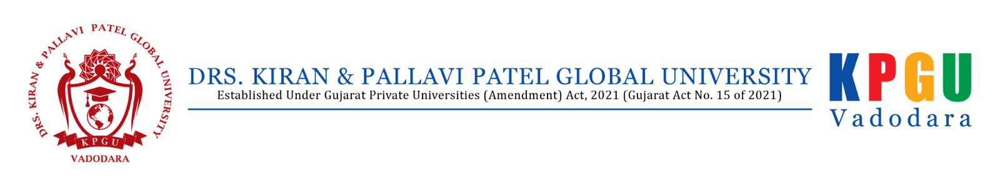 DRS. KIRAN & PALLAVI PATEL GLOBAL UNIVERSITY
KPGU
VADODARA
DRS. KIRAN & PALLAVI PATEL GLOBAL UNIVERSITY
Established Under Gujarat Private Universities (Amendment) Act, 2021 (Gujarat Act No. 15 of 2021)
KPGU
Vadodara